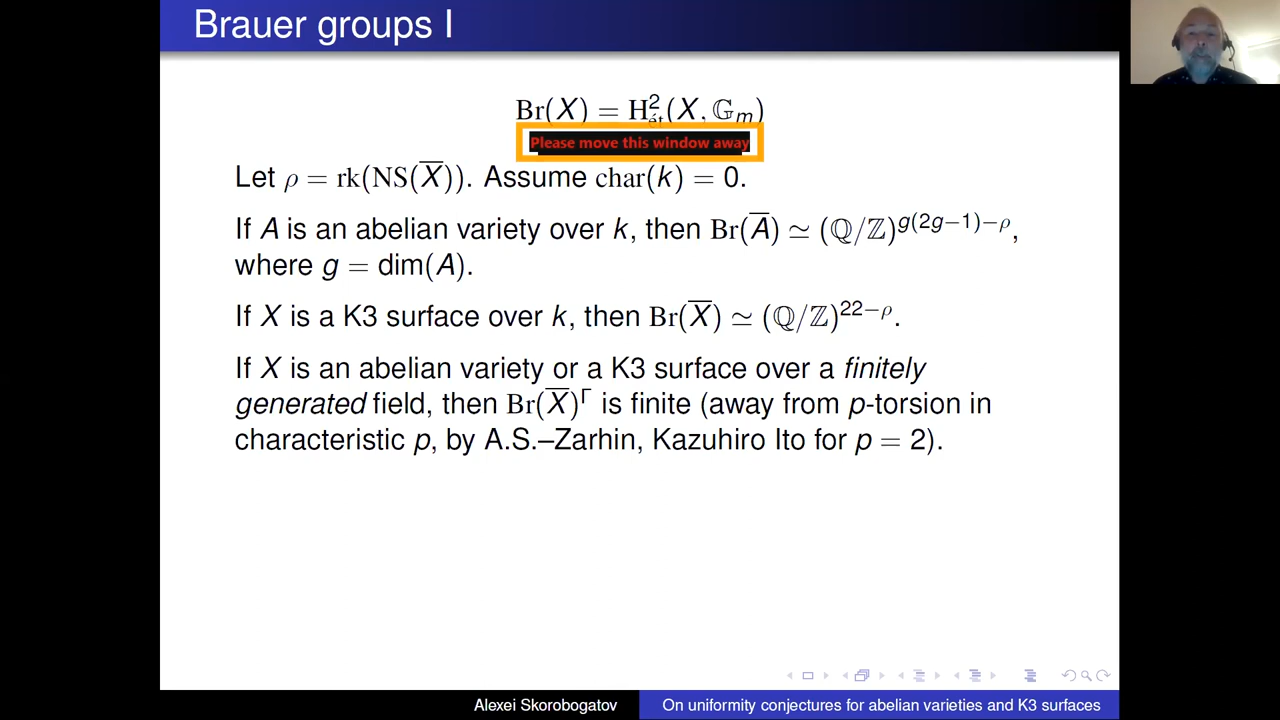 Brauer groups I
Br(X) = H²ét(X, 𝔾ₘ)
Please move this window away
Let ρ = rk(NS(X̅)). Assume char(k) = 0.
If A is an abelian variety over k, then Br(A̅) ≃ (ℚ/ℤ)^{g(2g−1)−ρ},
where g = dim(A).
If X is a K3 surface over k, then Br(X̅) ≃ (ℚ/ℤ)^{22−ρ}.
If X is an abelian variety or a K3 surface over a finitely
generated field, then Br(X̅)^Γ is finite (away from p-torsion in
characteristic p, by A.S.–Zarhin, Kazuhiro Ito for p = 2).
Alexei Skorobogatov
On uniformity conjectures for abelian varieties and K3 surfaces